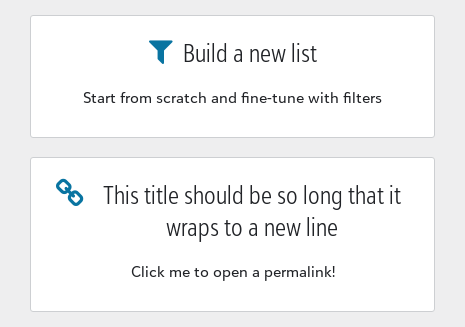 Build a new list
Start from scratch and fine-tune with filters
This title should be so long that it
wraps to a new line
Click me to open a permalink!